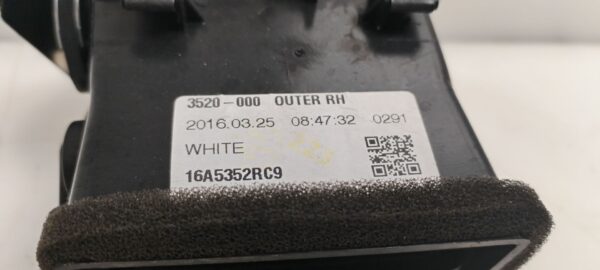 3520-000 OUTER RH
2016.03.25 08:47:32 0291
WHITE
16A5352RC9